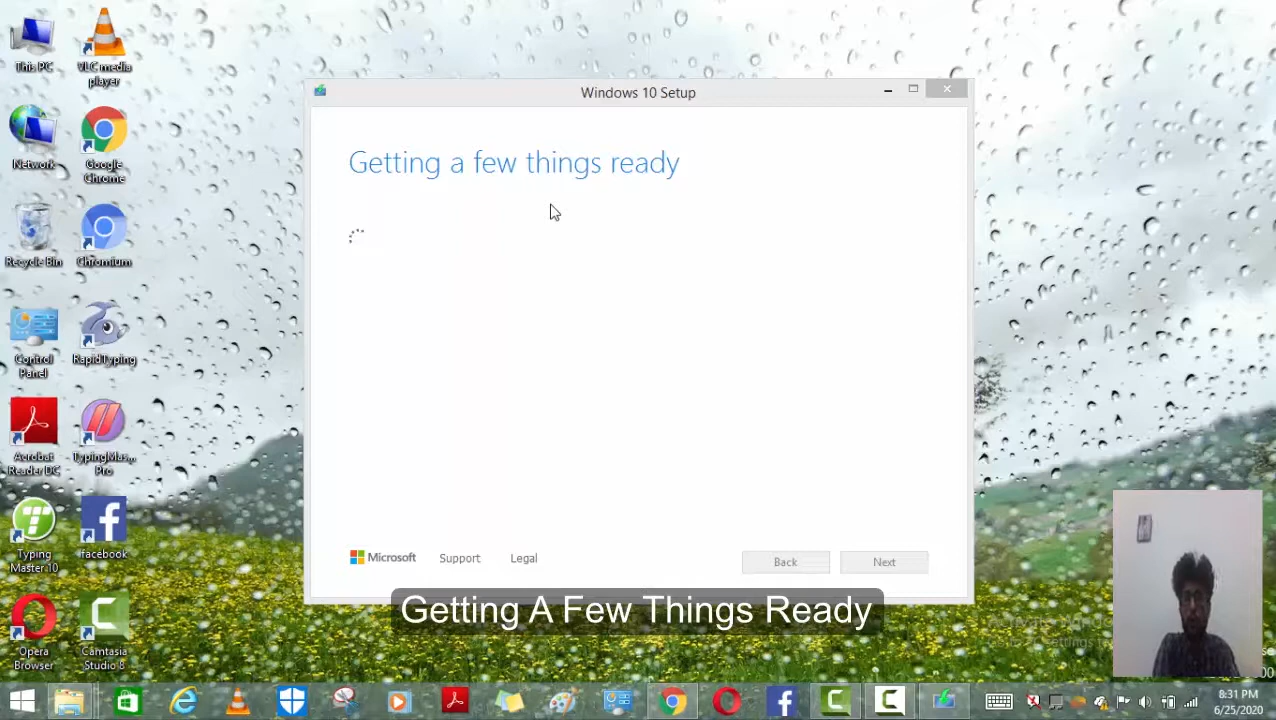 This PC
VLC media
player
Network
Google
Chrome
Recycle Bin
Chromium
Control
Panel
RapidTyping
Acrobat
Reader DC
TypingMas...
Pro
Typing
Master 10
facebook
Opera
Browser
Camtasia
Studio 8
Windows 10 Setup
Getting a few things ready
Microsoft
Support
Legal
Back
Next
Getting A Few Things Ready
8:31 PM
6/25/2020